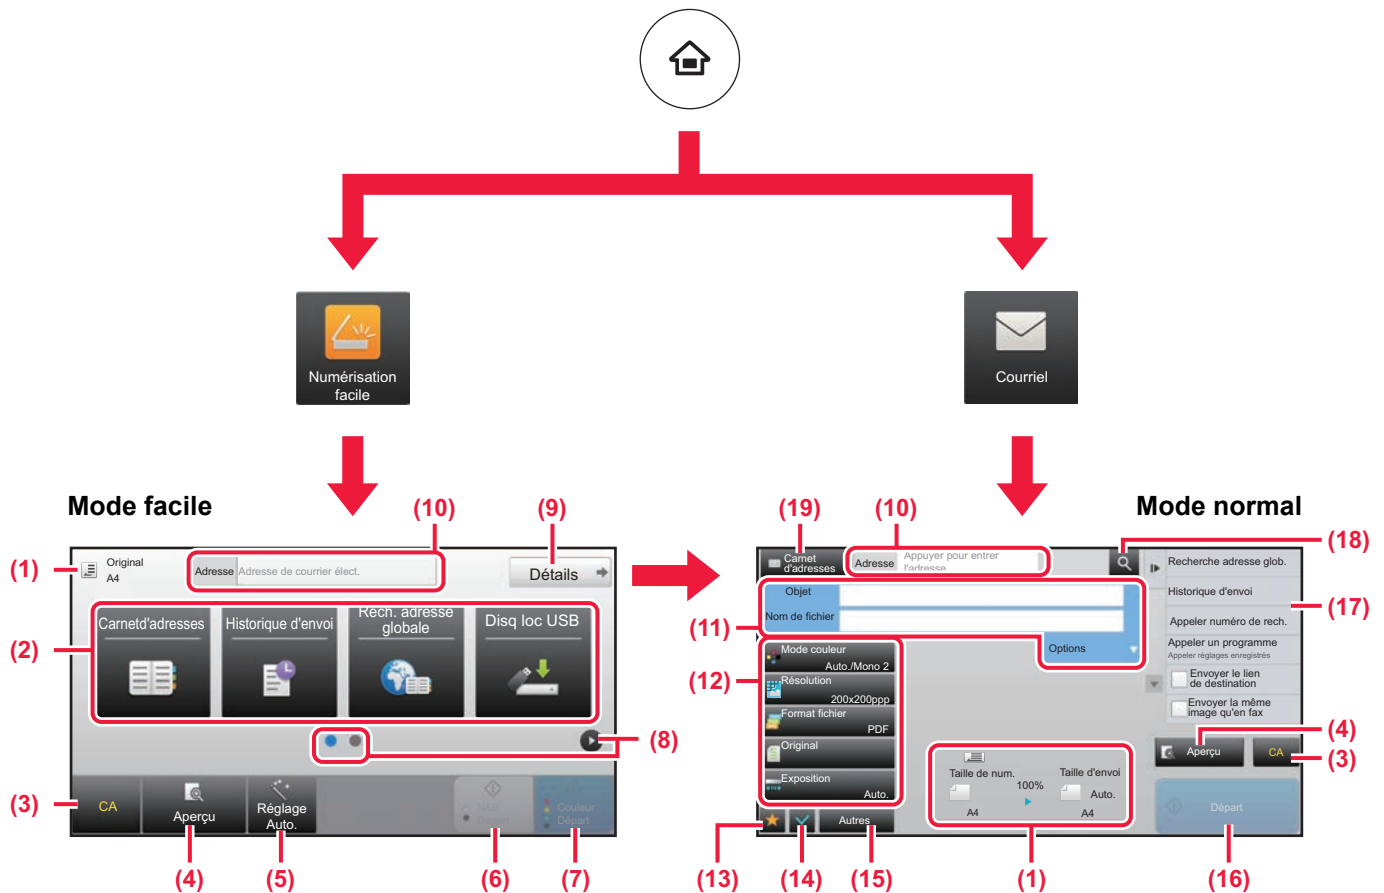 Numérisation
facile
Courriel
Mode facile
(10)
(9)
(1)
Original
A4
Adresse
Adresse de courrier élect.
Détails
(2)
Carnetd'adresses
Historique d'envoi
Rech. adresse
globale
Disq loc USB
(8)
(3)
CA
Aperçu
Réglage
Auto.
N&B
Départ
Couleur
Départ
(4)
(5)
(6)
(7)
Mode normal
(19)
(10)
(18)
Carnet
d'adresses
Adresse
Appuyer pour entrer
l'adresse
Objet
Nom de fichier
(11)
Options
(12)
Mode couleur
Auto./Mono 2
Résolution
200x200ppp
Format fichier
PDF
Original
Exposition
Auto.
Autres
Taille de num.
A4
100%
Taille d'envoi
Auto.
A4
Recherche adresse glob.
Historique d'envoi
(17)
Appeler numéro de rech.
Appeler un programme
Appeler réglages enregistrés
Envoyer le lien
de destination
Envoyer la même
image qu'en fax
(4)
Aperçu
CA
(3)
Départ
(13)
(14)
(15)
(1)
(16)